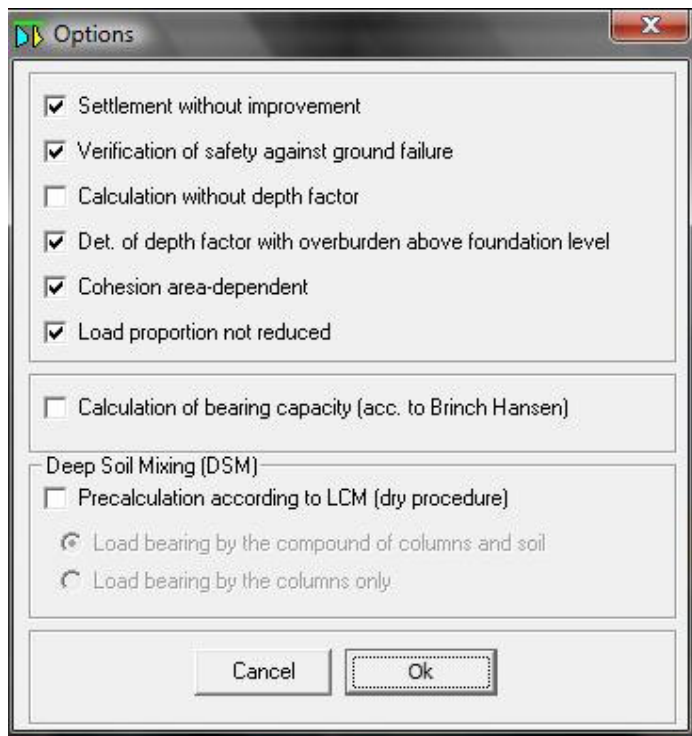 Options
Settlement without improvement
Verification of safety against ground failure
Calculation without depth factor
Det. of depth factor with overburden above foundation level
Cohesion area-dependent
Load proportion not reduced
Calculation of bearing capacity (acc. to Brinch Hansen)
Deep Soil Mixing (DSM)
Precalculation according to LCM (dry procedure)
Load bearing by the compound of columns and soil
Load bearing by the columns only
Cancel Ok